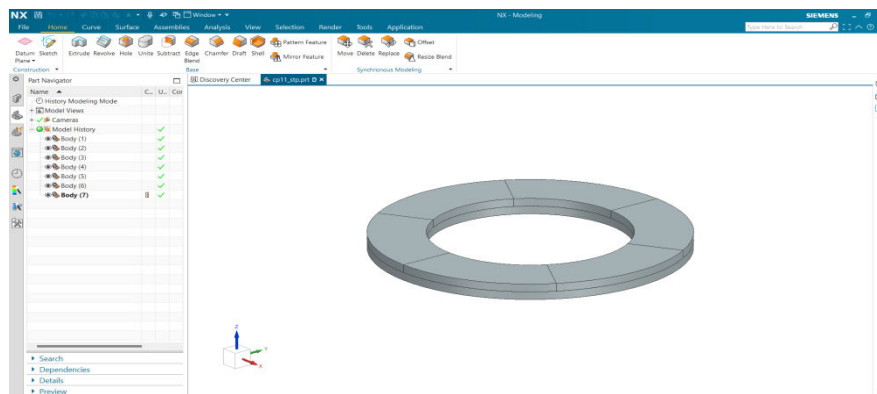 NX Window NX - Modeling SIEMENS
File Home Curve Surface Assemblies Analysis View Selection Render Tools Application Type Here to Search
Datum Plane Sketch Extrude Revolve Hole Unite Subtract Edge Blend Chamfer Draft Shell Pattern Feature Mirror Feature Move Delete Replace Offset Resize Blend
Construction Base Synchronous Modeling
Part Navigator Discovery Center cp11_stp.prt
Name C... U... Cor
History Modeling Mode
Model Views
Cameras
Model History
Body (1)
Body (2)
Body (3)
Body (4)
Body (5)
Body (6)
Body (7)
Z
Y
X
Search
Dependencies
Details
Preview